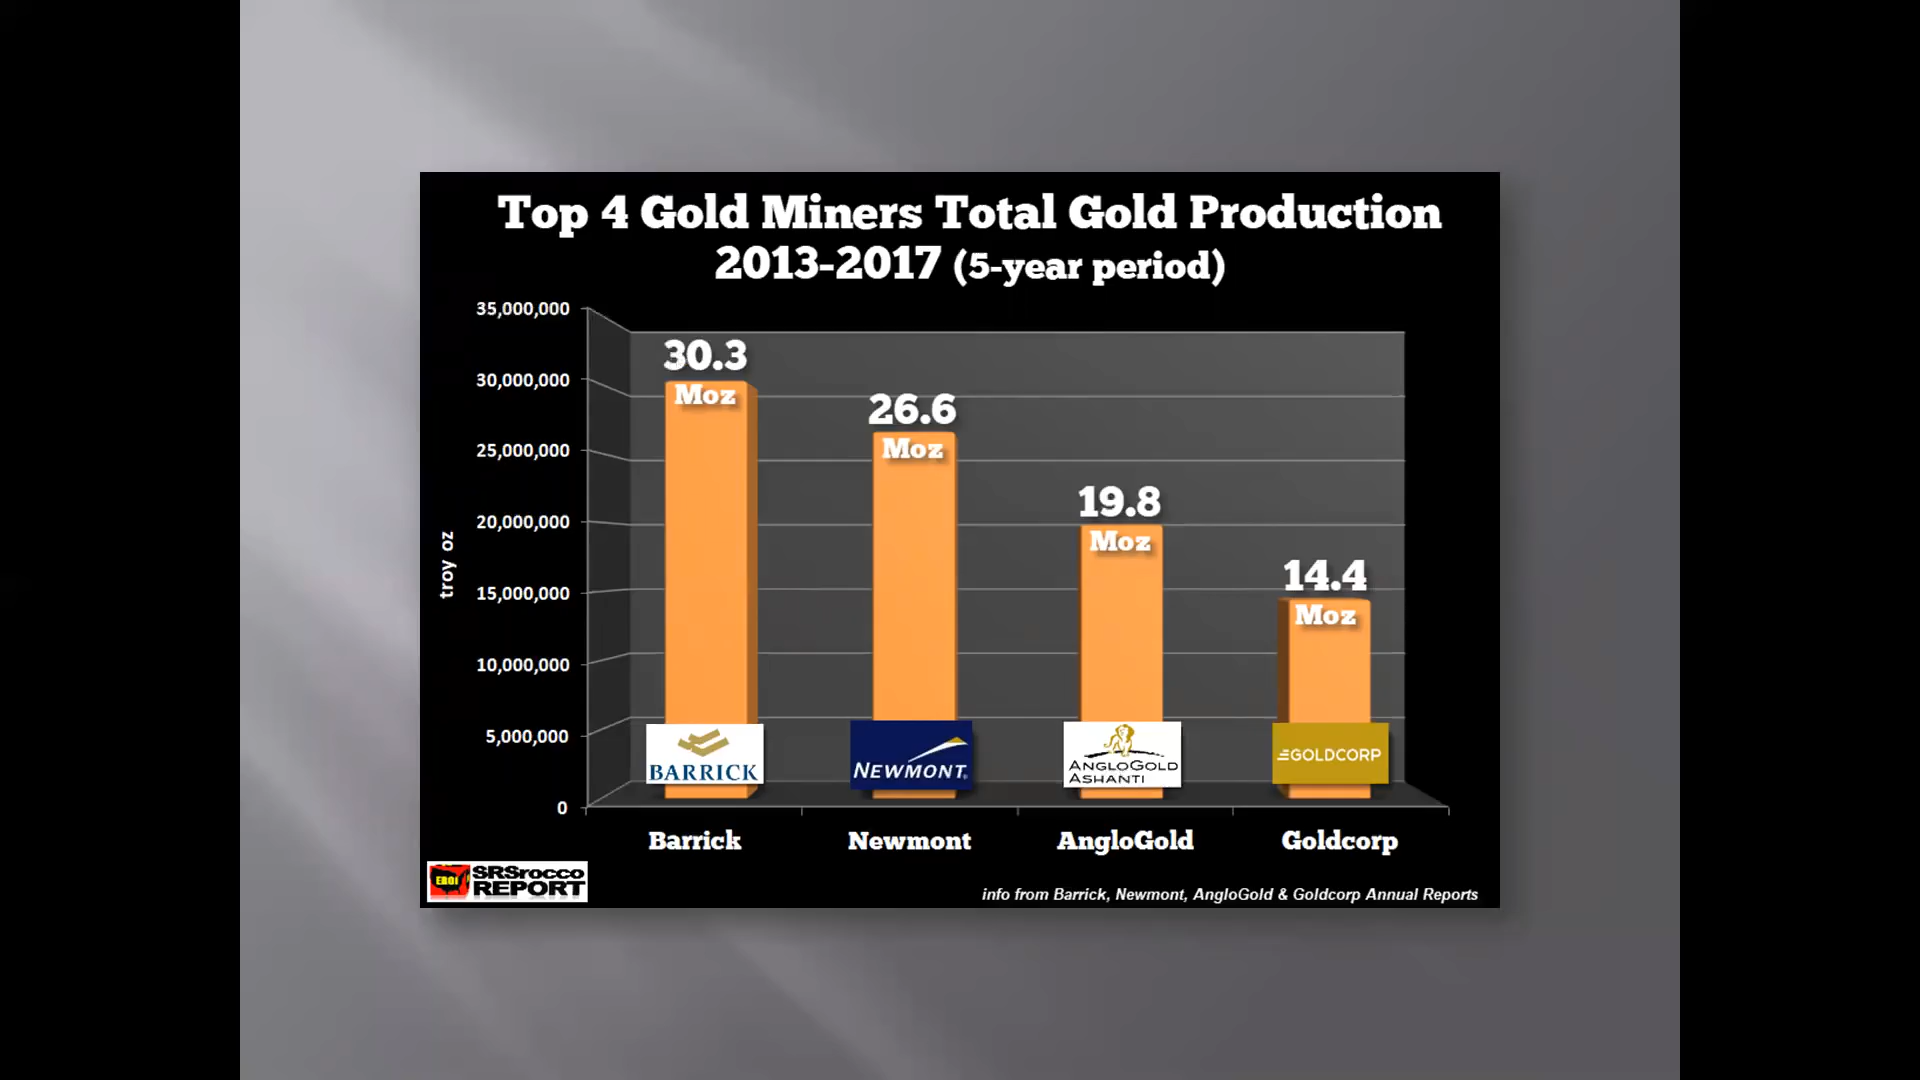 Top 4 Gold Miners Total Gold Production
2013-2017 (5-year period)
35,000,000
30,000,000
25,000,000
20,000,000
15,000,000
10,000,000
5,000,000
0
troy oz
30.3
Moz
26.6
Moz
19.8
Moz
14.4
Moz
BARRICK
NEWMONT®
ANGLOGOLD
ASHANTI
GOLDCORP
Barrick
Newmont
AngloGold
Goldcorp
EROI
SRSrocco
REPORT
info from Barrick, Newmont, AngloGold & Goldcorp Annual Reports